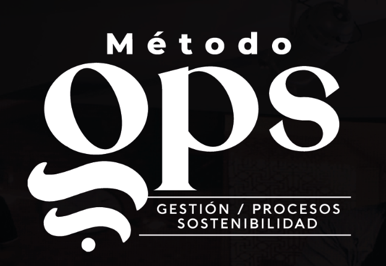 Método
gps
GESTIÓN / PROCESOS
SOSTENIBILIDAD